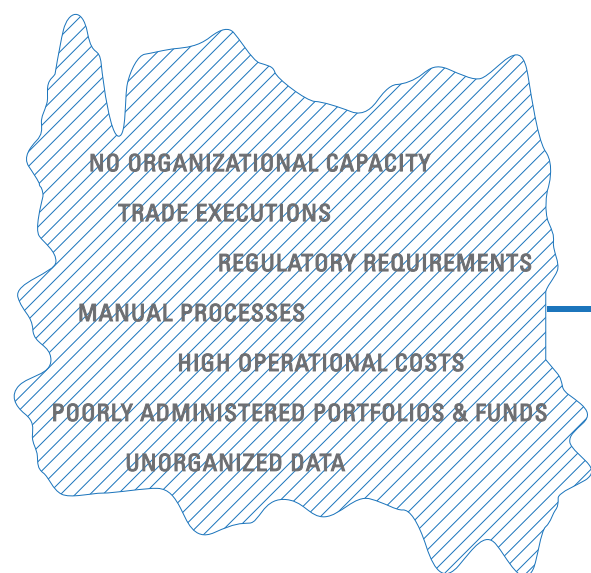 NO ORGANIZATIONAL CAPACITY
TRADE EXECUTIONS
REGULATORY REQUIREMENTS
MANUAL PROCESSES
HIGH OPERATIONAL COSTS
POORLY ADMINISTERED PORTFOLIOS & FUNDS
UNORGANIZED DATA